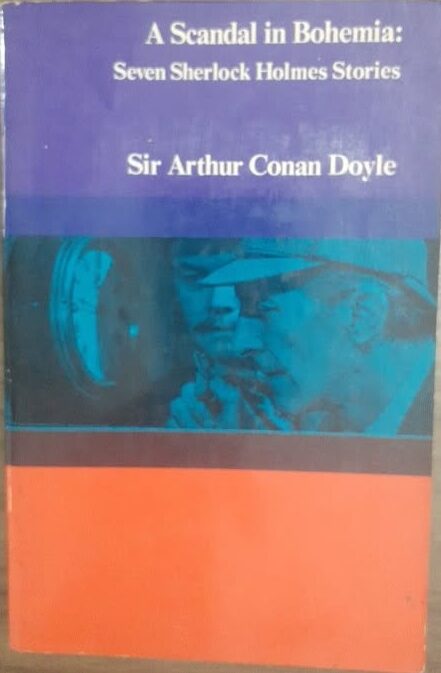 A Scandal in Bohemia:
Seven Sherlock Holmes Stories
Sir Arthur Conan Doyle